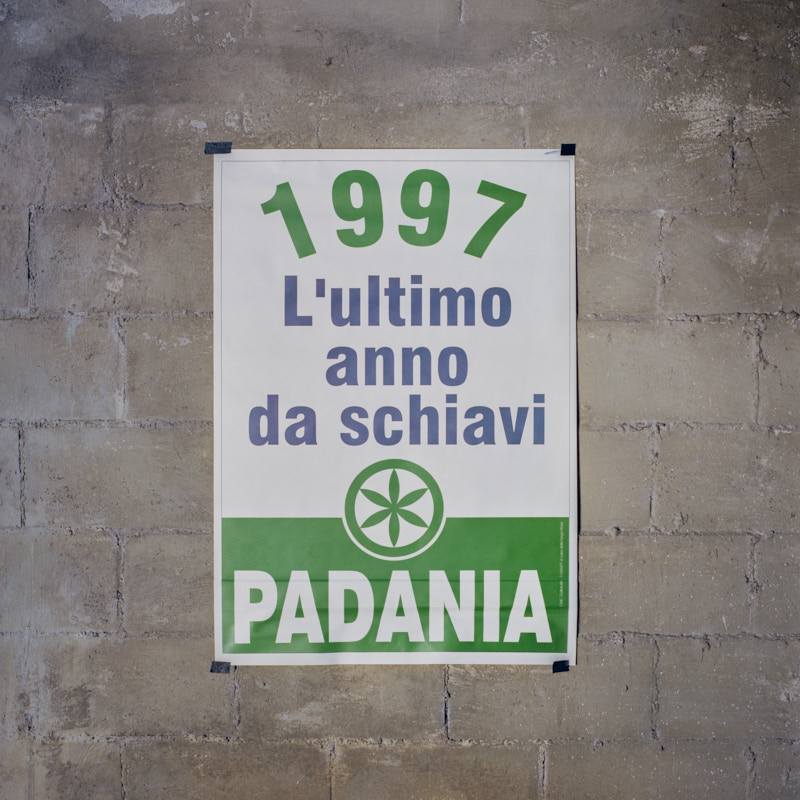 1997
L'ultimo
anno
da schiavi
PADANIA